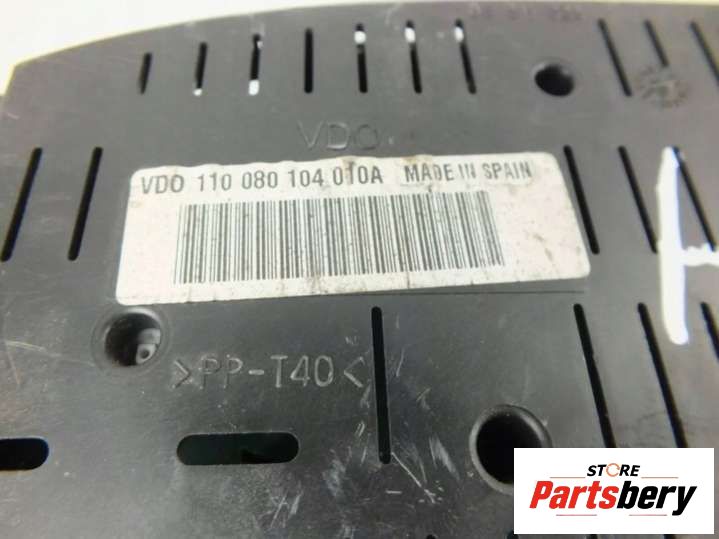 VDO
VDO 110 080 104 010A MADE IN SPAIN
>PP-T40<
STORE
Partsbery